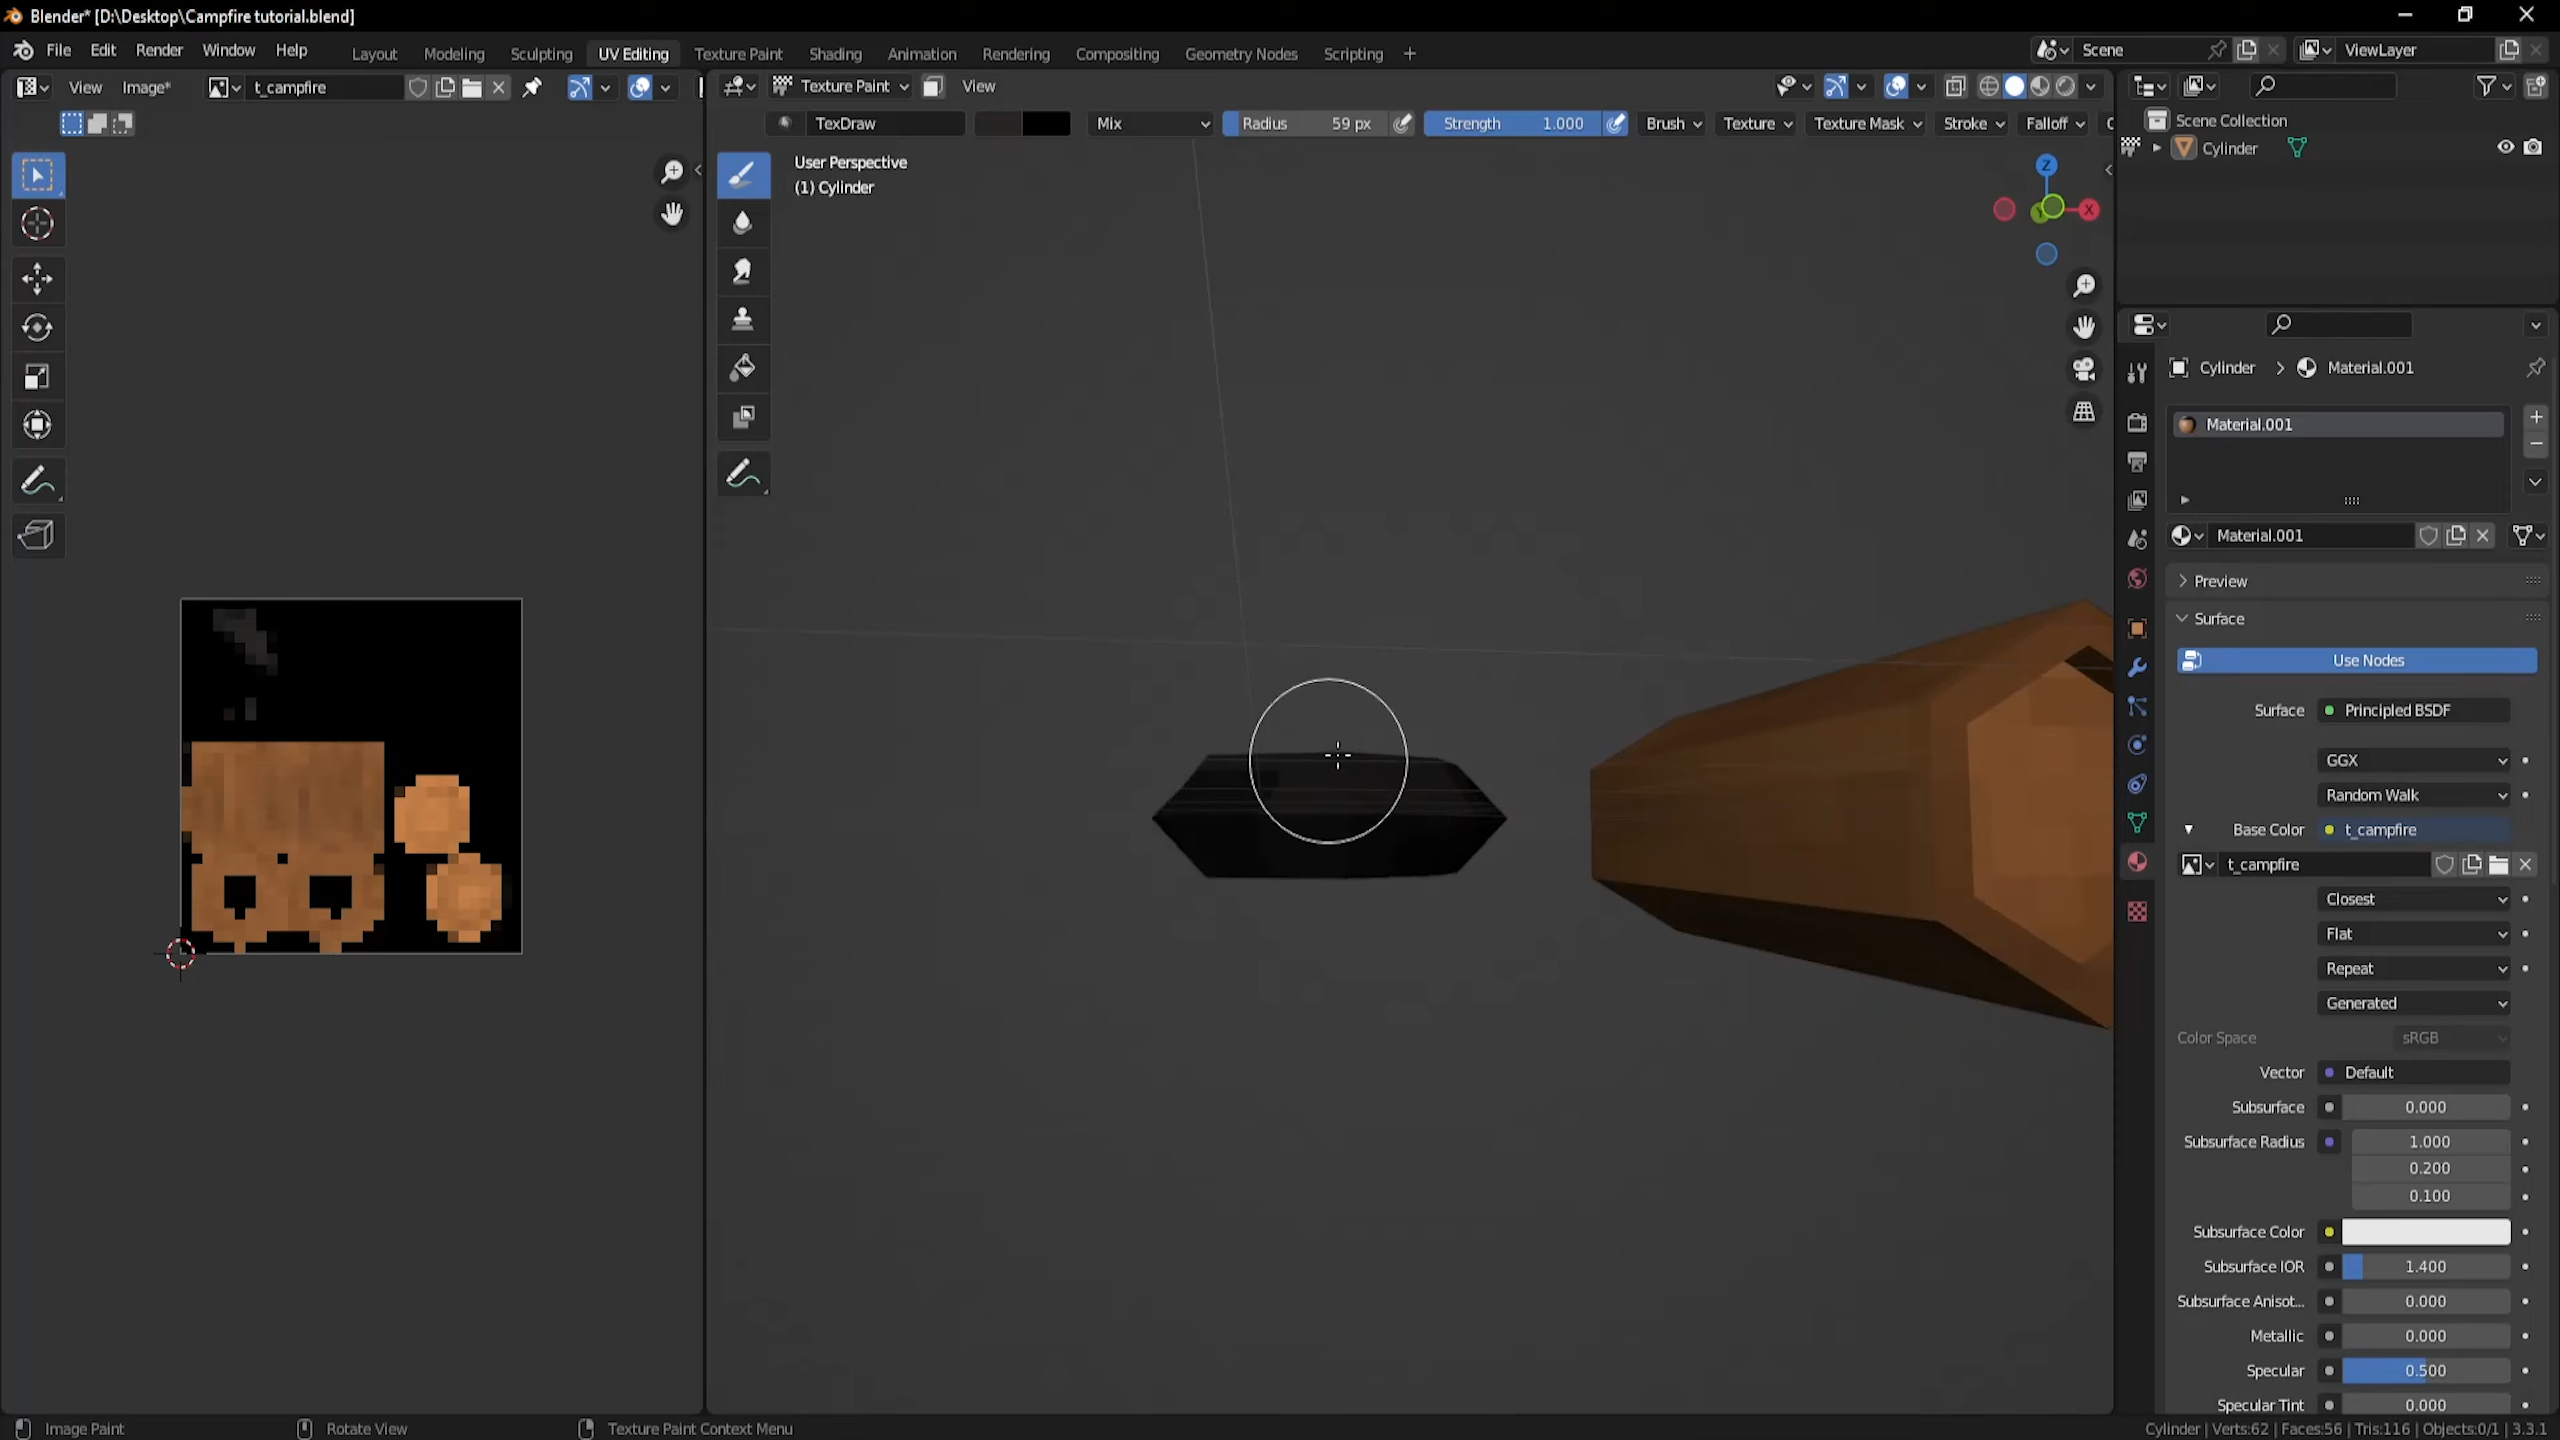 Blender* [D:\Desktop\Campfire tutorial.blend]
File Edit Render Window Help Layout Modeling Sculpting UV Editing Texture Paint Shading Animation Rendering Compositing Geometry Nodes Scripting + Scene ViewLayer
View Image* t_campfire Texture Paint View
TexDraw Mix Radius 59 px Strength 1.000 Brush Texture Texture Mask Stroke Falloff
User Perspective
(1) Cylinder
Z
Y
X
Scene Collection
Cylinder
Cylinder > Material.001
Material.001
Material.001
Preview
Surface
Use Nodes
Surface Principled BSDF
GGX
Random Walk
Base Color t_campfire
t_campfire
Closest
Flat
Repeat
Generated
Color Space sRGB
Vector Default
Subsurface 0.000
Subsurface Radius 1.000
0.200
0.100
Subsurface Color
Subsurface IOR 1.400
Subsurface Anisot... 0.000
Metallic 0.000
Specular 0.500
Specular Tint 0.000
Image Paint Rotate View Texture Paint Context Menu Cylinder | Verts:62 | Faces:56 | Tris:116 | Objects:0/1 | 3.3.1